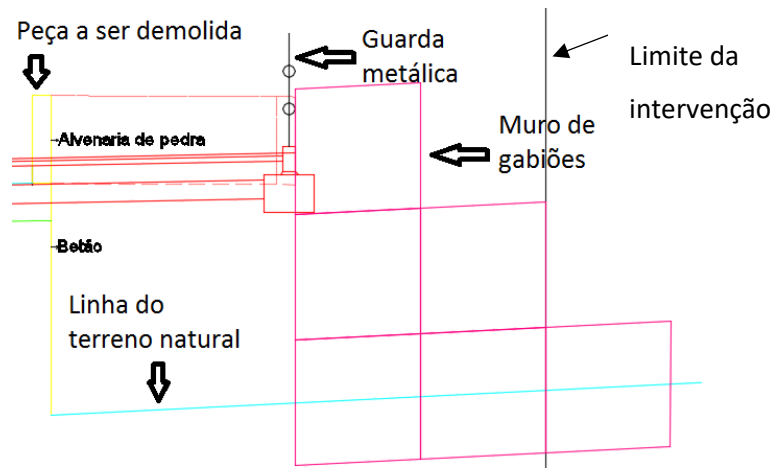 Peça a ser demolida
Guarda
metálica
Limite da
intervenção
Alvenaria de pedra
Muro de
gabiões
Betão
Linha do
terreno natural